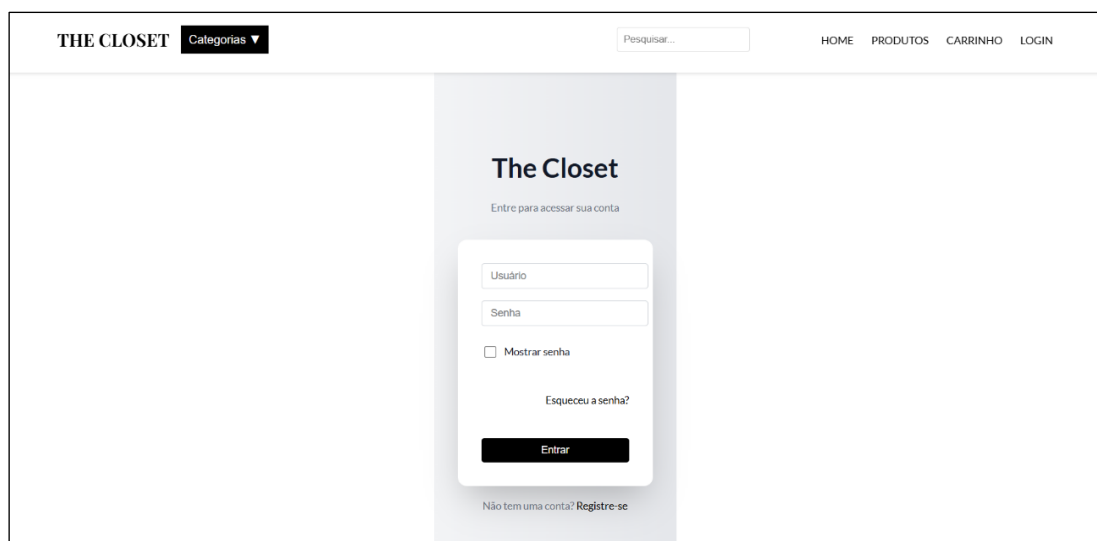 THE CLOSET Categorias ▼ Pesquisar... HOME PRODUTOS CARRINHO LOGIN
The Closet
Entre para acessar sua conta
Usuário
Senha
Mostrar senha
Esqueceu a senha?
Entrar
Não tem uma conta? Registre-se